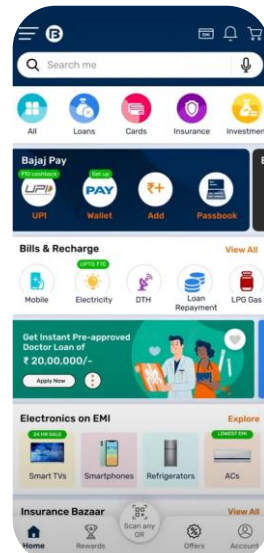 B
EMI
Search me
All Loans Cards Insurance Investmen
Bajaj Pay
₹10 cashback Set up
UPI PAY ₹+
UPI Wallet Add Passbook
Bills & Recharge View All
UPTO ₹70
Mobile Electricity DTH Loan Repayment LPG Gas
Get Instant Pre-approved
Doctor Loan of
₹ 20.00.000/-
Apply Now
Electronics on EMI Explore
24 HR SALE LOWEST EMI
Smart TVs Smartphones Refrigerators ACs
Insurance Bazaar View All
Home Rewards Scan any QR Offers Account